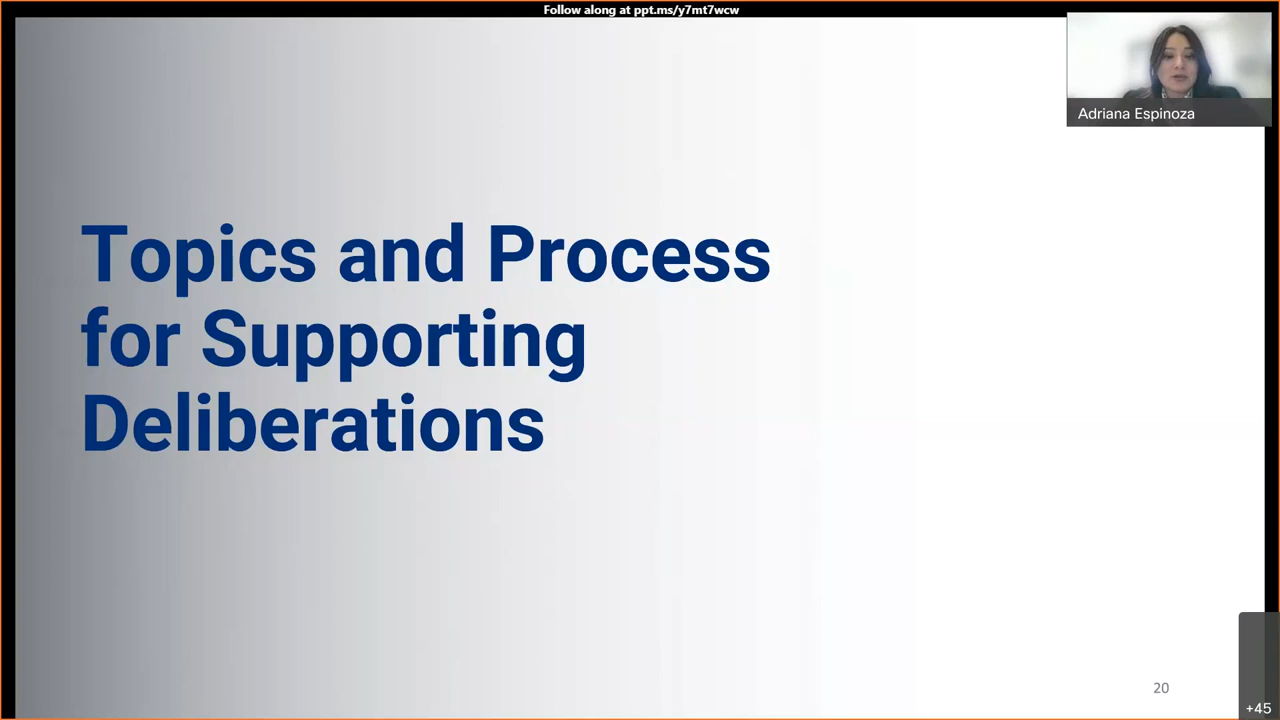 Follow along at ppt.ms/y7mt7wcw
Adriana Espinoza
Topics and Process
for Supporting
Deliberations
20
+45